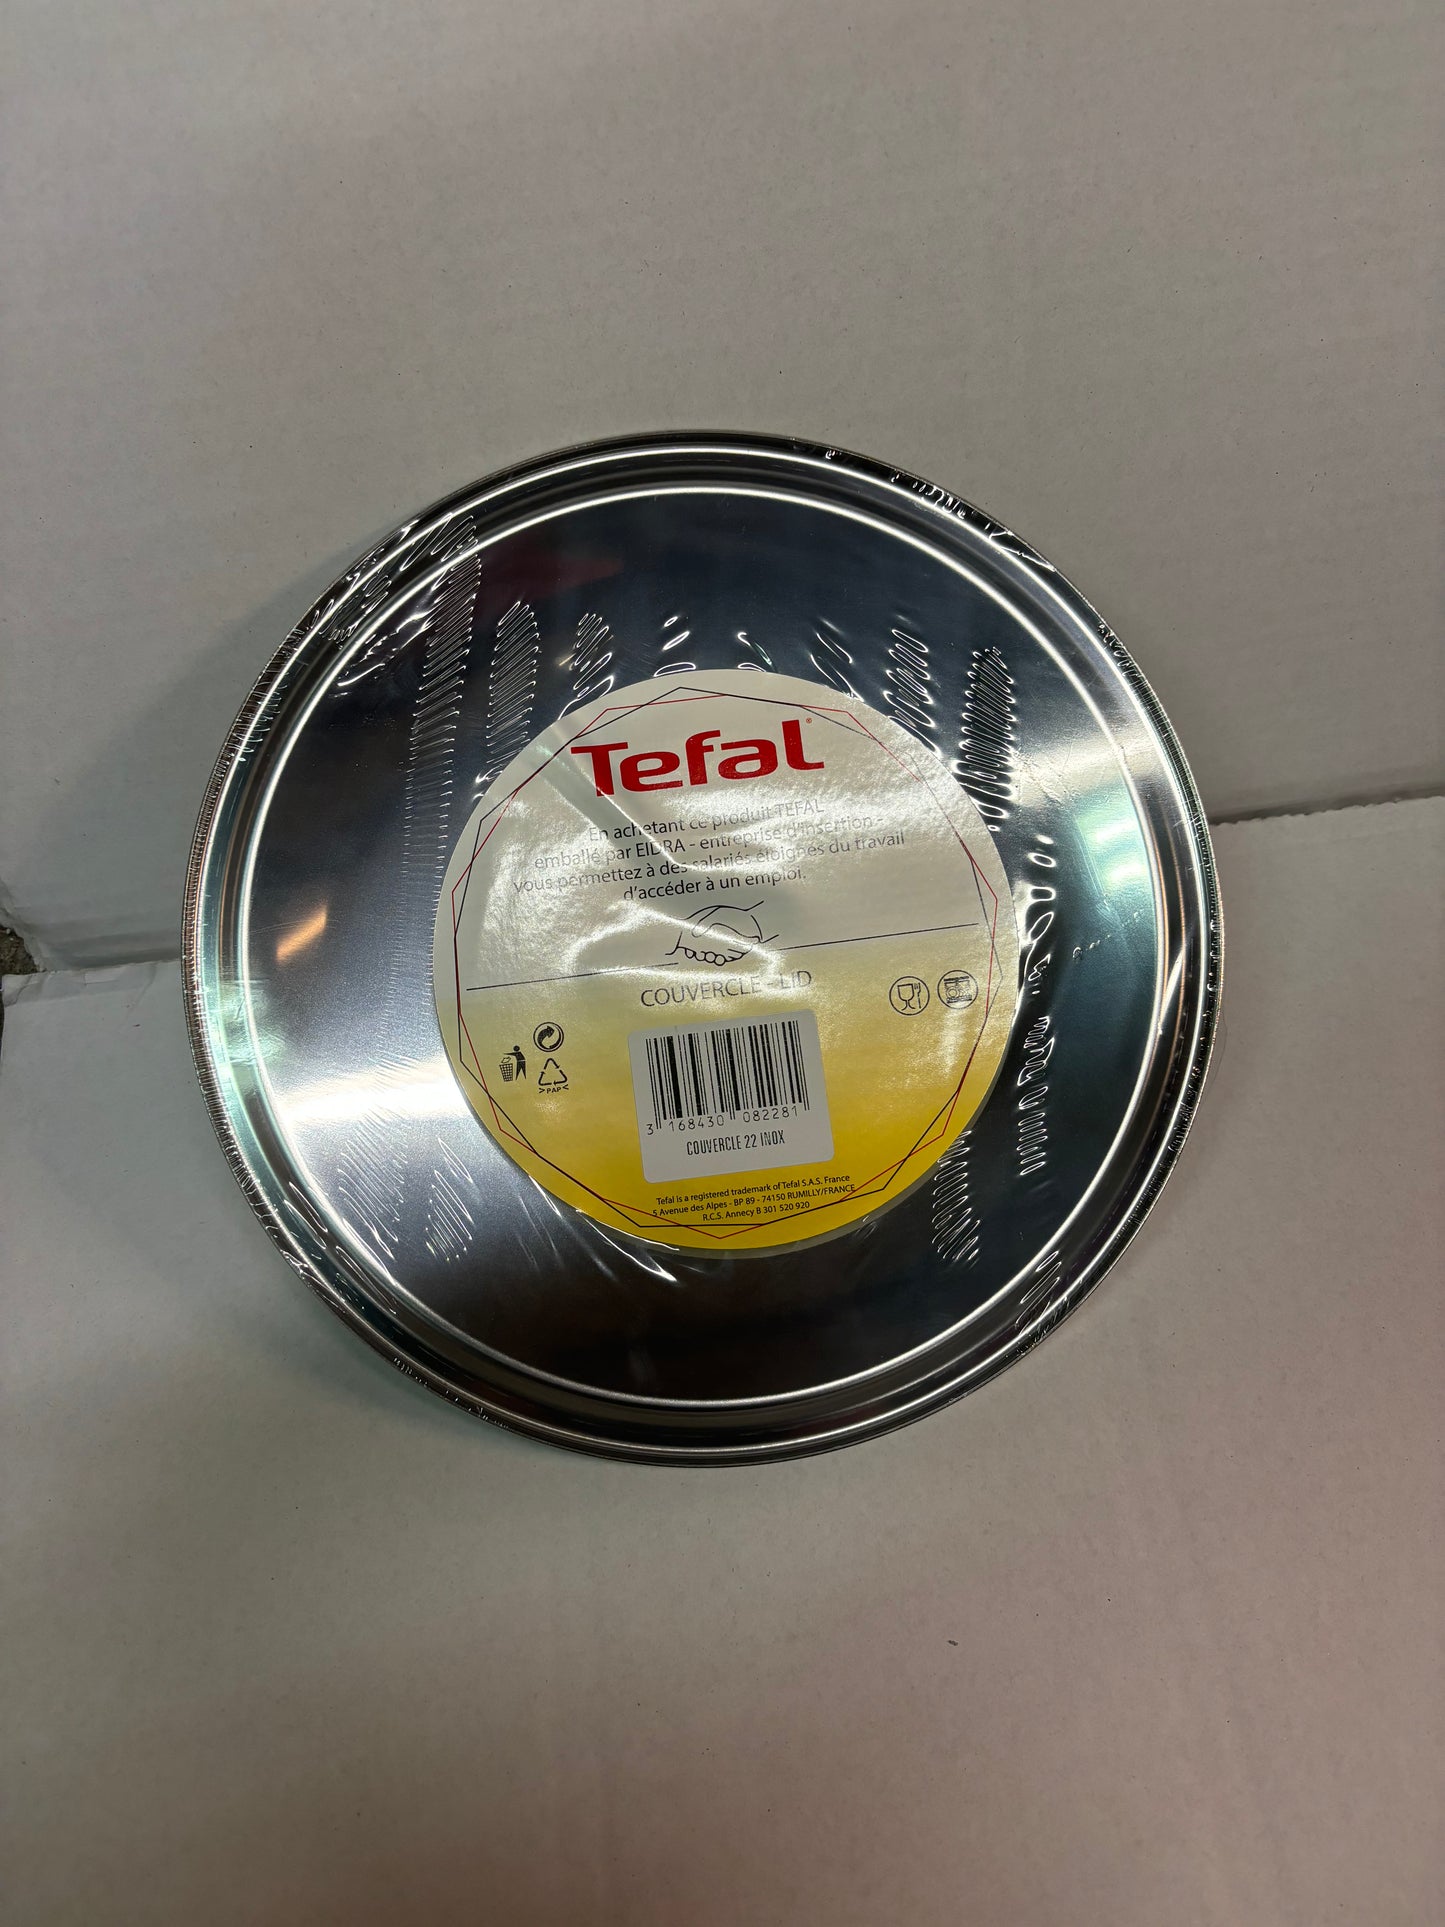 Tefal®
En achetant ce produit TEFAL
emballé par EIDRA - entreprise d'insertion -
vous permettez à des salariés éloignés du travail
d'accéder à un emploi.
COUVERCLE - LID
>PAP<
3 168430 082281
COUVERCLE 22 INOX
Tefal is a registered trademark of Tefal S.A.S. France
5 Avenue des Alpes - BP 89 - 74150 RUMILLY/FRANCE
R.C.S. Annecy B 301 520 920